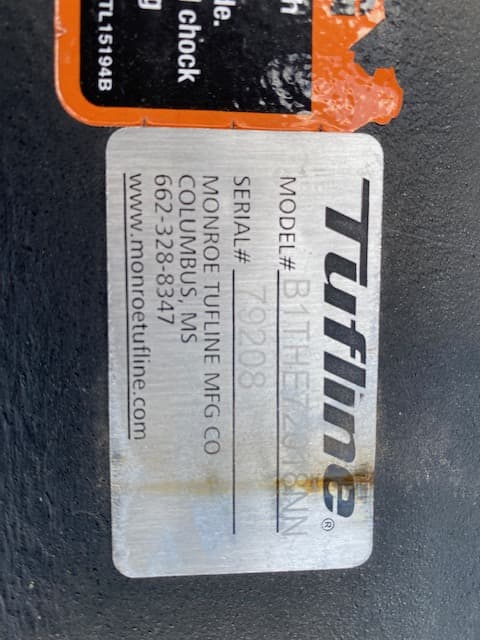 h
le.
chock
g
TL15194B
Tufline®
MODEL# B1THE72018NN
SERIAL# 79208
MONROE TUFLINE MFG CO
COLUMBUS, MS
662-328-8347
www.monroetufline.com